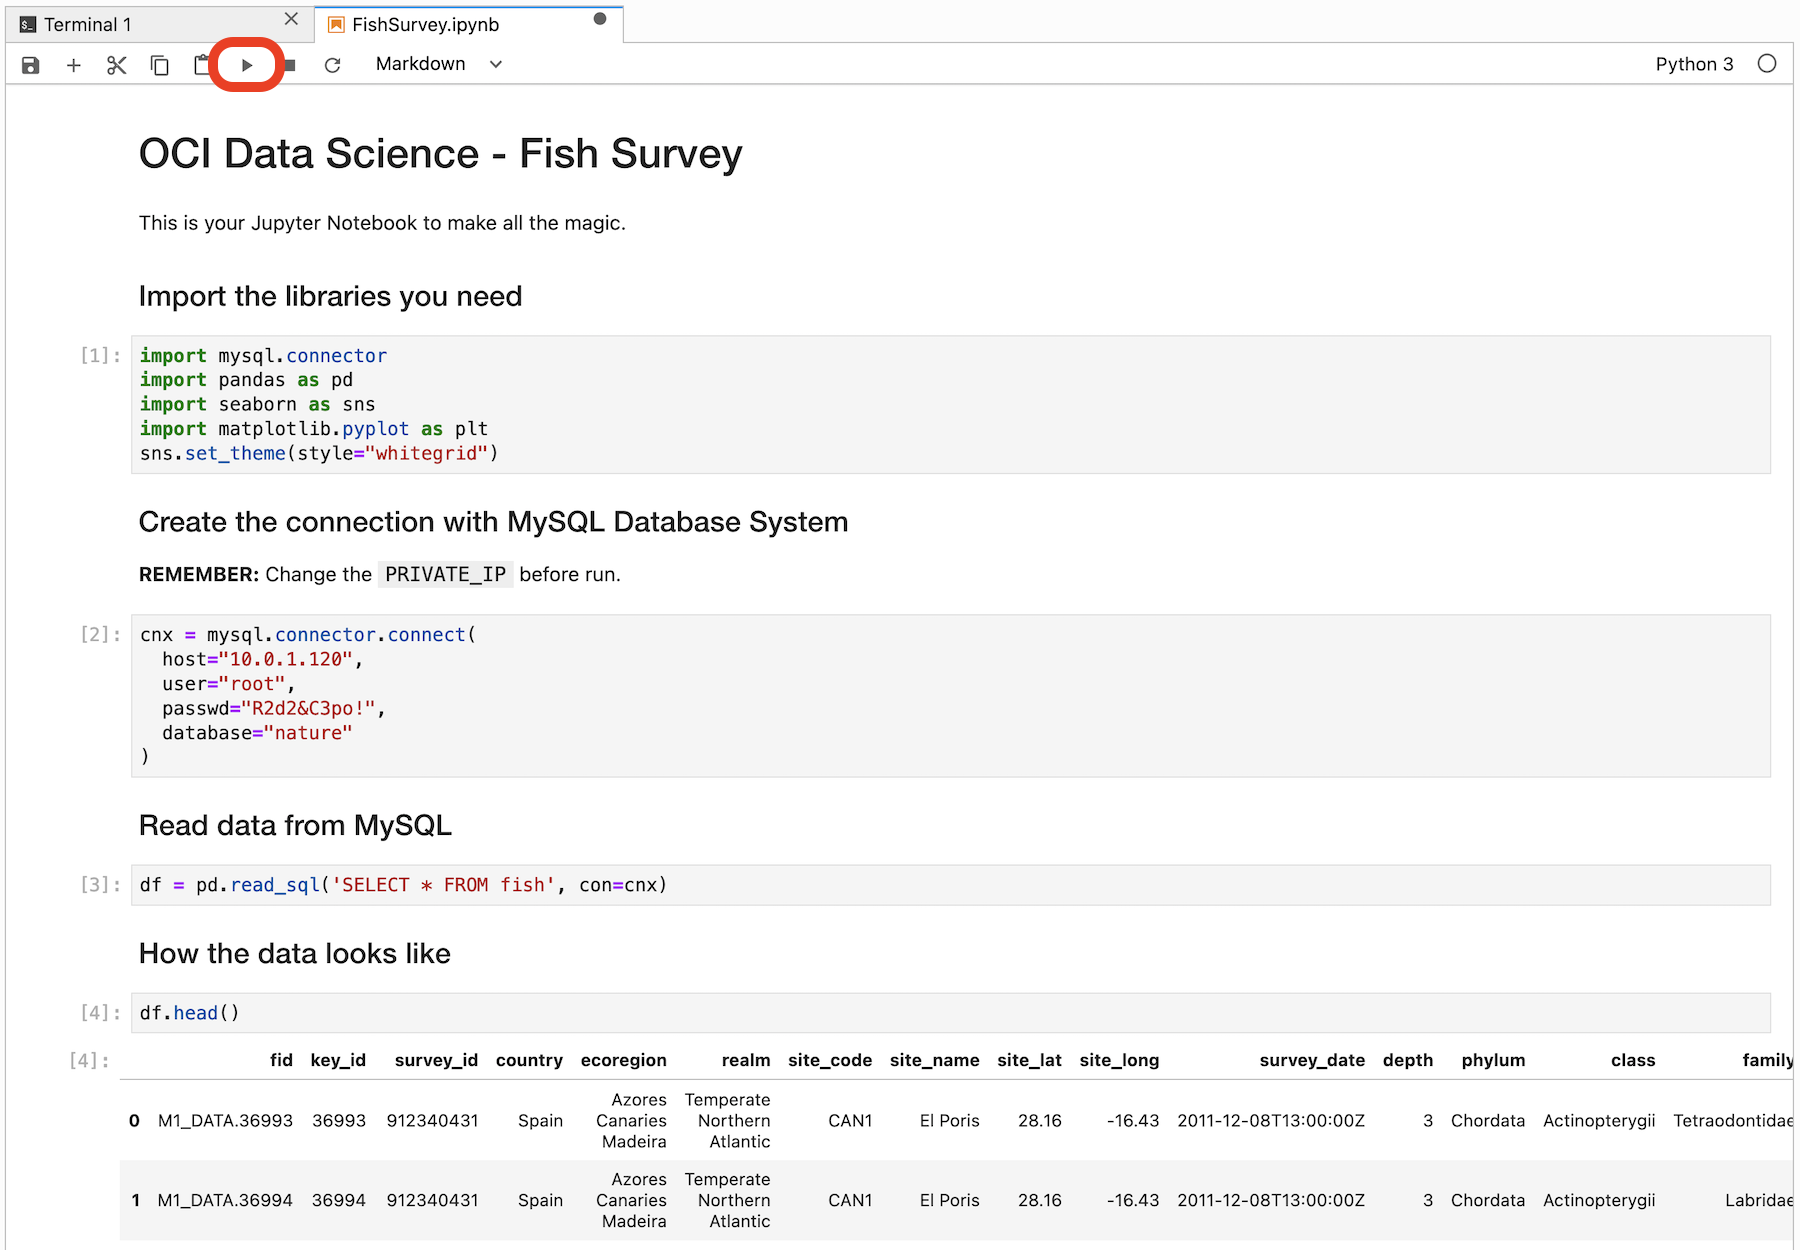 Terminal 1
FishSurvey.ipynb
Markdown
Python 3
OCI Data Science - Fish Survey
This is your Jupyter Notebook to make all the magic.
Import the libraries you need
[1]: import mysql.connector
import pandas as pd
import seaborn as sns
import matplotlib.pyplot as plt
sns.set_theme(style="whitegrid")
Create the connection with MySQL Database System
REMEMBER: Change the PRIVATE_IP before run.
[2]: cnx = mysql.connector.connect(
host="10.0.1.120",
user="root",
passwd="R2d2&C3po!",
database="nature"
)
Read data from MySQL
[3]: df = pd.read_sql('SELECT * FROM fish', con=cnx)
How the data looks like
[4]: df.head()
[4]: fid key_id survey_id country ecoregion realm site_code site_name site_lat site_long survey_date depth phylum class family
Azores Temperate
0 M1_DATA.36993 36993 912340431 Spain Canaries Northern CAN1 El Poris 28.16 -16.43 2011-12-08T13:00:00Z 3 Chordata Actinopterygii Tetraodontidae
Madeira Atlantic
Azores Temperate
1 M1_DATA.36994 36994 912340431 Spain Canaries Northern CAN1 El Poris 28.16 -16.43 2011-12-08T13:00:00Z 3 Chordata Actinopterygii Labridae
Madeira Atlantic